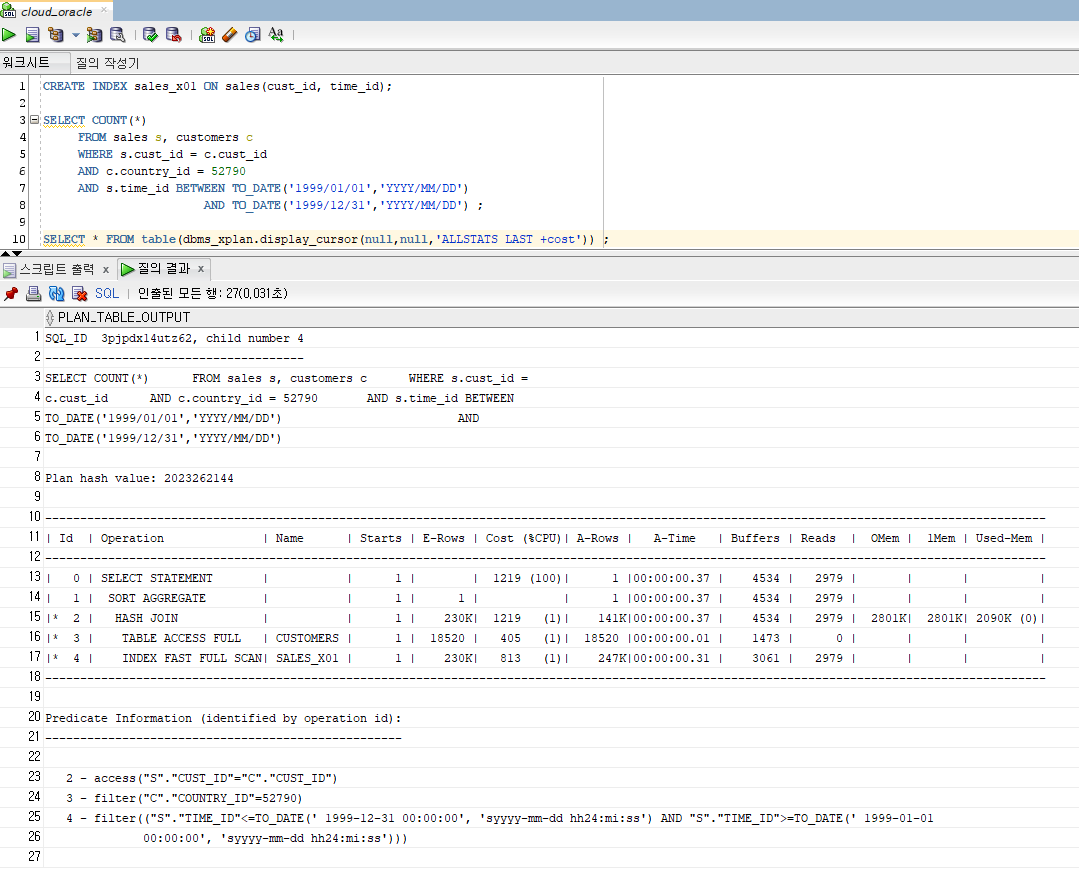 cloud_oracle
워크시트 질의 작성기
1 CREATE INDEX sales_x01 ON sales(cust_id, time_id);
2
3 SELECT COUNT(*)
4 FROM sales s, customers c
5 WHERE s.cust_id = c.cust_id
6 AND c.country_id = 52790
7 AND s.time_id BETWEEN TO_DATE('1999/01/01','YYYY/MM/DD')
8 AND TO_DATE('1999/12/31','YYYY/MM/DD') ;
9
10 SELECT * FROM table(dbms_xplan.display_cursor(null,null,'ALLSTATS LAST +cost')) ;
스크립트 출력 x 질의 결과 x
SQL | 인출된 모든 행: 27(0,031초)
PLAN_TABLE_OUTPUT
1 SQL_ID  3pjpdx14utz62, child number 4
2 -------------------------------------
3 SELECT COUNT(*)      FROM sales s, customers c      WHERE s.cust_id =
4 c.cust_id      AND c.country_id = 52790      AND s.time_id BETWEEN
5 TO_DATE('1999/01/01','YYYY/MM/DD')                         AND
6 TO_DATE('1999/12/31','YYYY/MM/DD')
7
8 Plan hash value: 2023262144
9
10 ----------------------------------------------------------------------------------------------------------------------------------------------
11 | Id  | Operation              | Name      | Starts | E-Rows | Cost (%CPU)| A-Rows |   A-Time   | Buffers | Reads  |  OMem |  1Mem | Used-Mem |
12 ----------------------------------------------------------------------------------------------------------------------------------------------
13 |   0 | SELECT STATEMENT       |           |      1 |        |  1219 (100)|      1 |00:00:00.37 |    4534 |   2979 |       |       |          |
14 |   1 |  SORT AGGREGATE        |           |      1 |      1 |            |      1 |00:00:00.37 |    4534 |   2979 |       |       |          |
15 |*  2 |   HASH JOIN            |           |      1 |    230K|  1219   (1)|    141K|00:00:00.37 |    4534 |   2979 |  2801K|  2801K| 2090K (0)|
16 |*  3 |    TABLE ACCESS FULL   | CUSTOMERS |      1 |  18520 |   405   (1)|  18520 |00:00:00.01 |    1473 |      0 |       |       |          |
17 |*  4 |    INDEX FAST FULL SCAN| SALES_X01 |      1 |    230K|   813   (1)|    247K|00:00:00.31 |    3061 |   2979 |       |       |          |
18 ----------------------------------------------------------------------------------------------------------------------------------------------
19
20 Predicate Information (identified by operation id):
21 ---------------------------------------------------
22
23    2 - access("S"."CUST_ID"="C"."CUST_ID")
24    3 - filter("C"."COUNTRY_ID"=52790)
25    4 - filter(("S"."TIME_ID"<=TO_DATE(' 1999-12-31 00:00:00', 'syyyy-mm-dd hh24:mi:ss') AND "S"."TIME_ID">=TO_DATE(' 1999-01-01
26               00:00:00', 'syyyy-mm-dd hh24:mi:ss')))
27